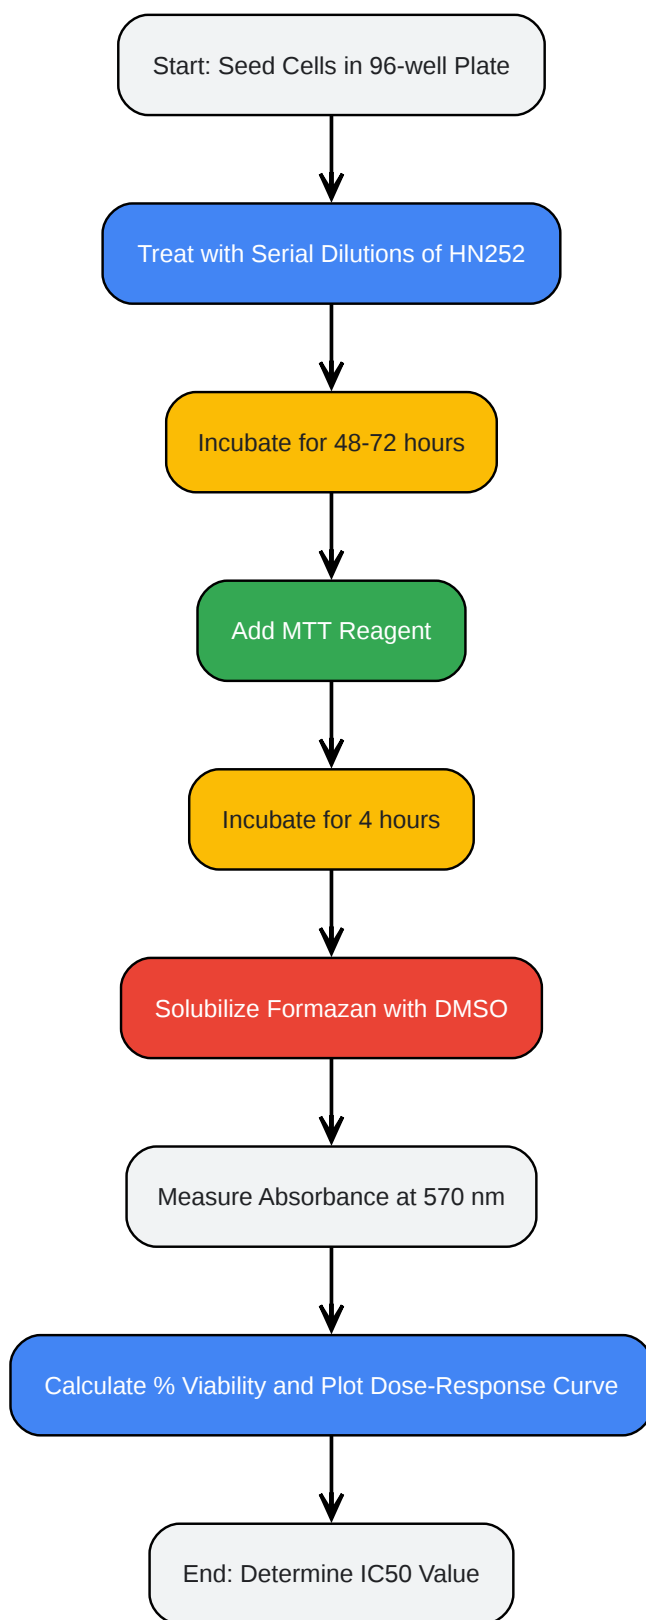 Start: Seed Cells in 96-well Plate
Treat with Serial Dilutions of HN252
Incubate for 48-72 hours
Add MTT Reagent
Incubate for 4 hours
Solubilize Formazan with DMSO
Measure Absorbance at 570 nm
Calculate % Viability and Plot Dose-Response Curve
End: Determine IC50 Value